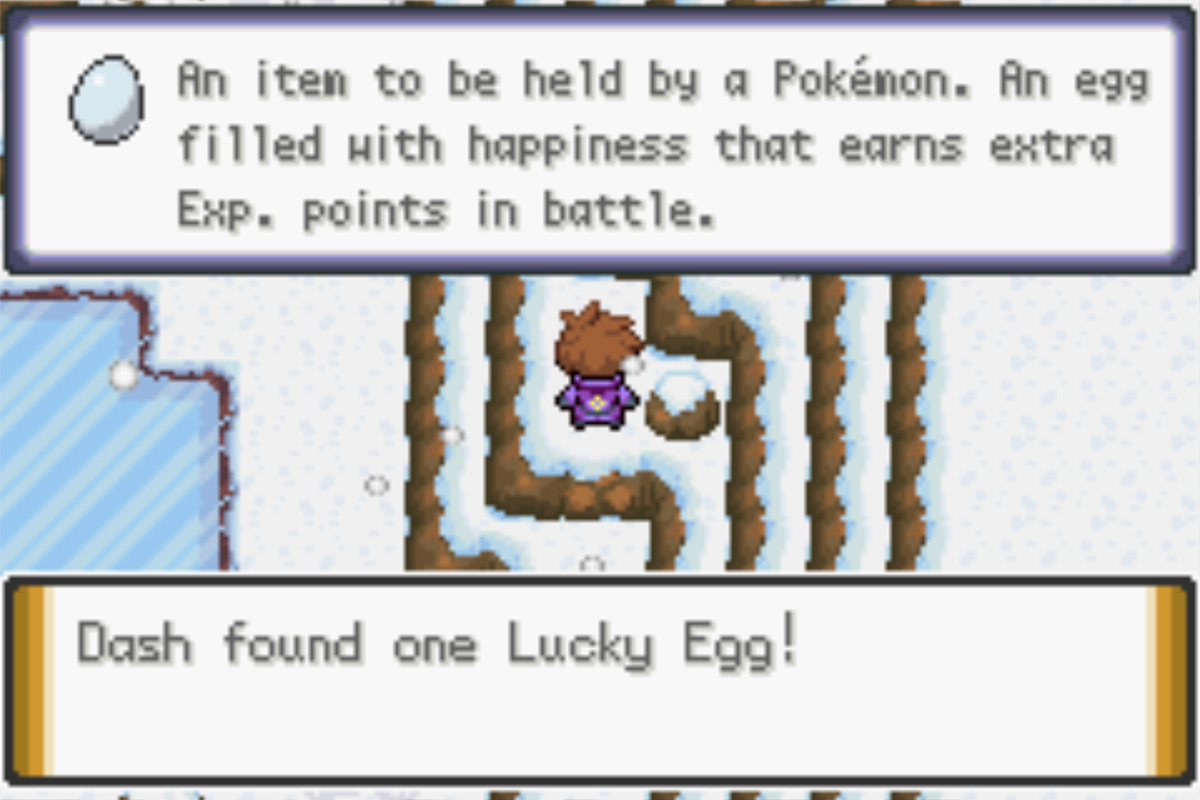 An item to be held by a Pokémon. An egg
filled with happiness that earns extra
Exp. points in battle.
Dash found one Lucky Egg!